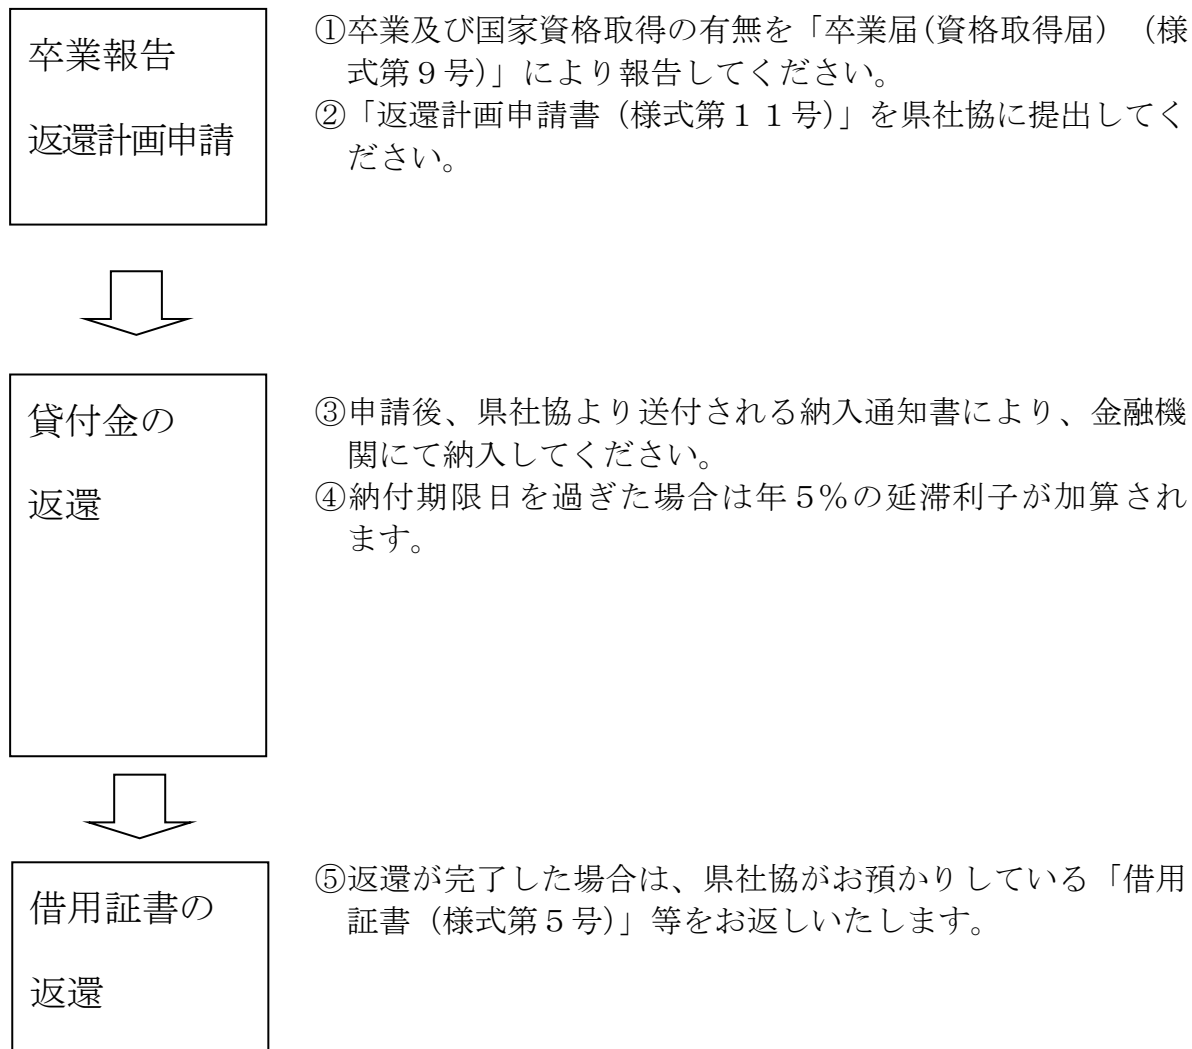 卒業報告
返還計画申請
①卒業及び国家資格取得の有無を「卒業届(資格取得届)（様
式第９号)」により報告してください。
②「返還計画申請書（様式第１１号)」を県社協に提出してく
ださい。
貸付金の
返還
③申請後、県社協より送付される納入通知書により、金融機
関にて納入してください。
④納付期限日を過ぎた場合は年５％の延滞利子が加算され
ます。
借用証書の
返還
⑤返還が完了した場合は、県社協がお預かりしている「借用
証書（様式第５号)」等をお返しいたします。